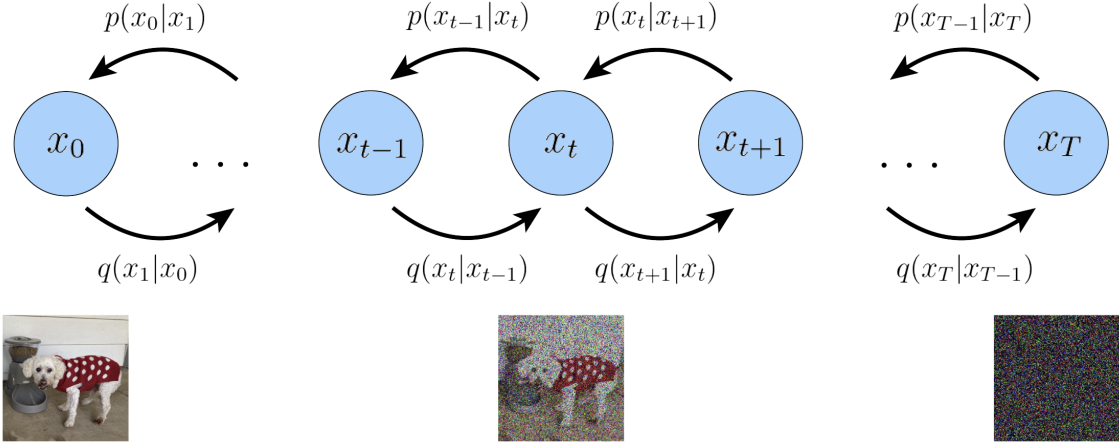 p(x_0|x_1) p(x_{t−1}|x_t) p(x_t|x_{t+1}) p(x_{T−1}|x_T)
x_0 . . . x_{t−1} x_t x_{t+1} . . . x_T
q(x_1|x_0) q(x_t|x_{t−1}) q(x_{t+1}|x_t) q(x_T|x_{T−1})